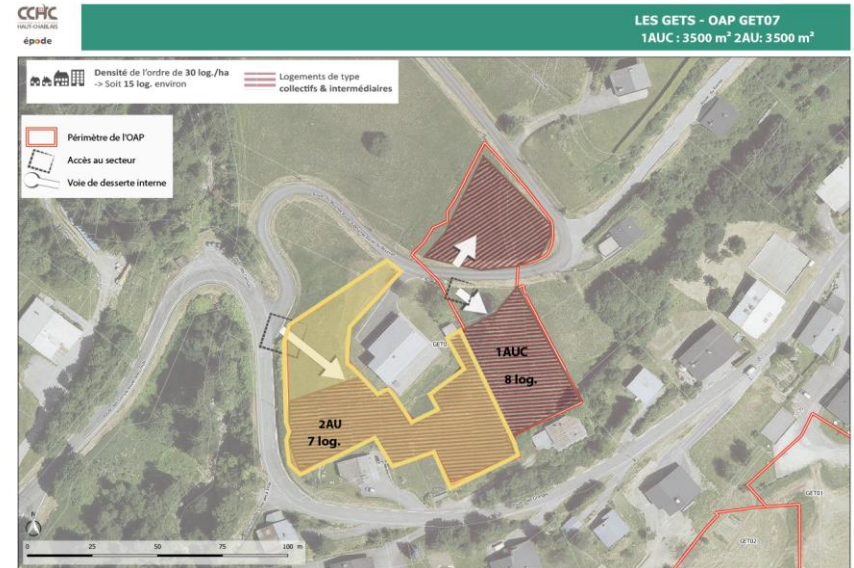 CCHC
HAUT-CHABLAIS
épode
LES GETS - OAP GET07
1AUC : 3500 m² 2AU: 3500 m²
Densité de l'ordre de 30 log./ha
-> Soit 15 log. environ
Logements de type
collectifs & intermédiaires
Périmètre de l'OAP
Accès au secteur
Voie de desserte interne
1AUC
8 log.
2AU
7 log.
GET03
GET02
N
0 25 50 75 100 m